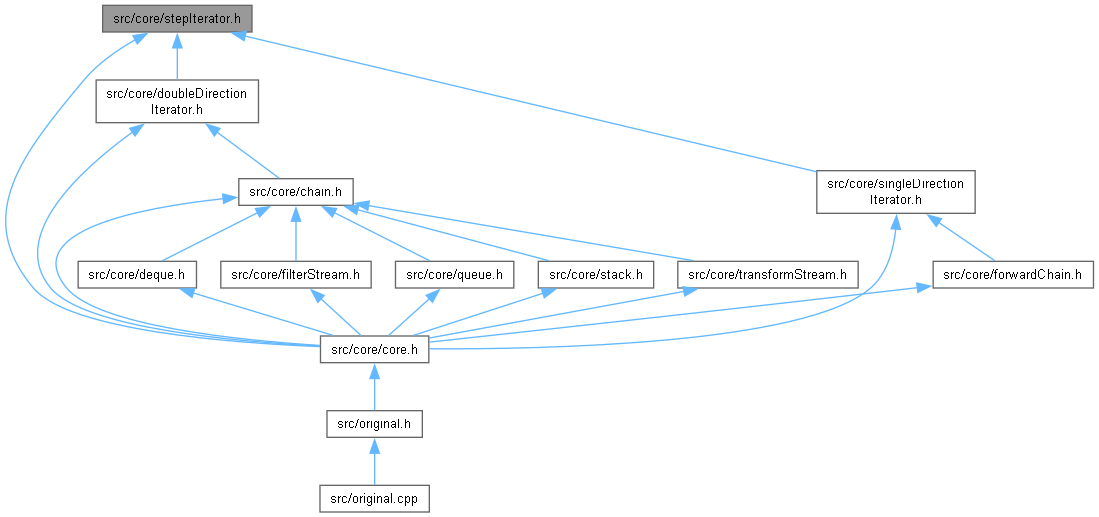 src/core/stepIterator.h
src/core/doubleDirection
Iterator.h
src/core/chain.h
src/core/singleDirection
Iterator.h
src/core/deque.h
src/core/filterStream.h
src/core/queue.h
src/core/stack.h
src/core/transformStream.h
src/core/forwardChain.h
src/core/core.h
src/original.h
src/original.cpp